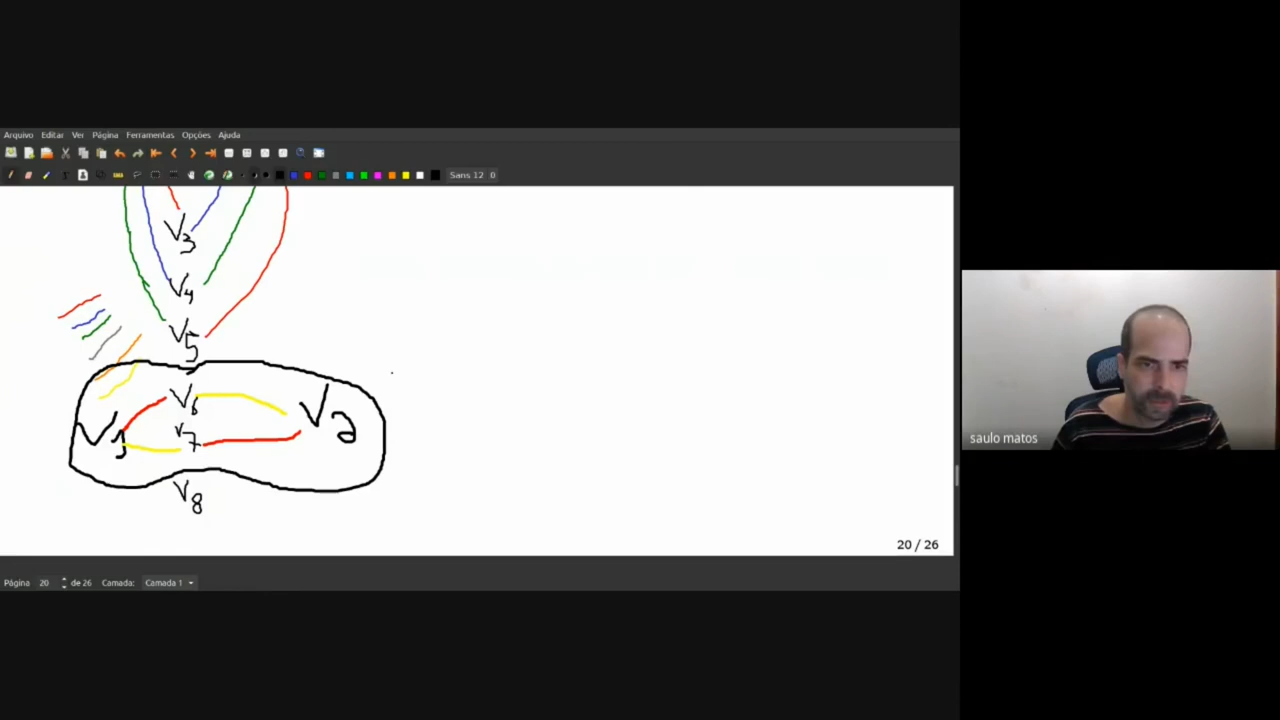 Arquivo Editar Ver Página Ferramentas Opções Ajuda
Sans 12
V3
V4
V5
V6
V1 V2
V7
V8
20 / 26
Página 20 de 26 Camada: Camada 1
saulo matos